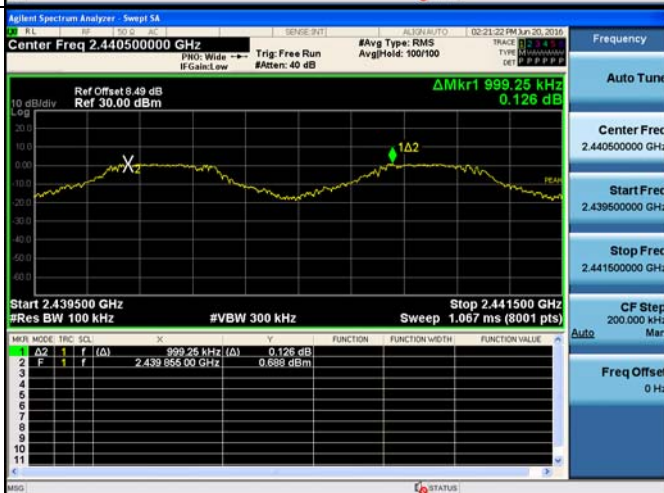 Agilent Spectrum Analyzer - Swept SA
RL RF 50 Ω AC SENSE:INT ALIGN AUTO 02:21:22 PM Jun 20, 2016
Center Freq 2.440500000 GHz #Avg Type: RMS TRACE 1 2 3 4 5 6
PNO: Wide Trig: Free Run Avg|Hold: 100/100 TYPE
IFGain:Low #Atten: 40 dB DET P P P P P P
ΔMkr1 999.25 kHz
Ref Offset 8.49 dB
10 dB/div Ref 30.00 dBm 0.126 dB
Log
20.0
10.0
1Δ2
0.00
X2
-10.0
PEAK
-20.0
-30.0
-40.0
-50.0
-60.0
Start 2.439500 GHz Stop 2.441500 GHz
#Res BW 100 kHz #VBW 300 kHz Sweep 1.067 ms (8001 pts)
MKR MODE TRC SCL X Y FUNCTION FUNCTION WIDTH FUNCTION VALUE
1 Δ2 1 f (Δ) 999.25 kHz (Δ) 0.126 dB
2 F 1 f 2.439 855 00 GHz 0.688 dBm
3
4
5
6
7
8
9
10
11
MSG STATUS
Frequency
Auto Tune
Center Freq
2.440500000 GHz
Start Freq
2.439500000 GHz
Stop Freq
2.441500000 GHz
CF Step
200.000 kHz
Auto Man
Freq Offset
0 Hz